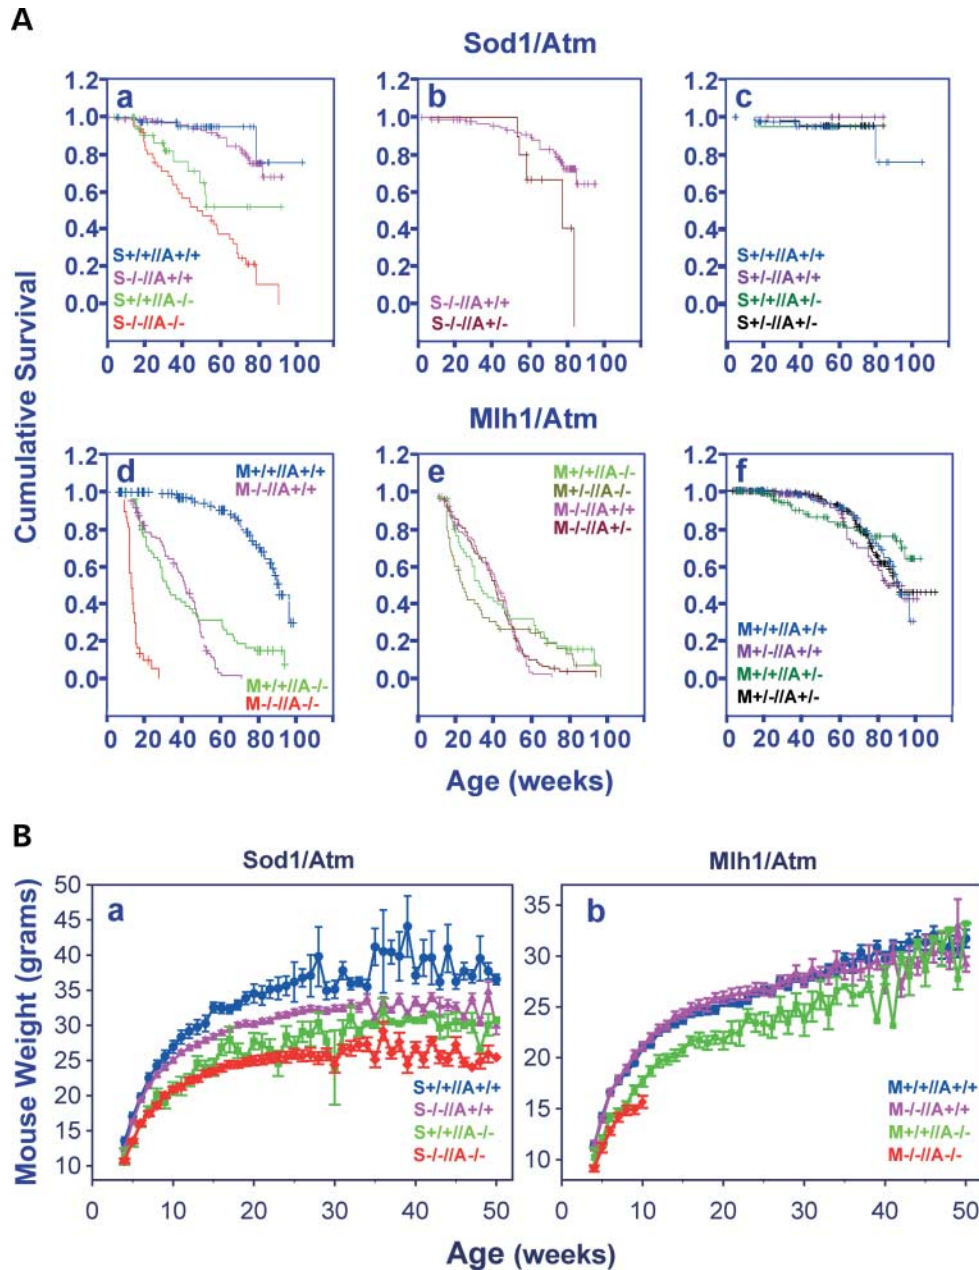 A
Sod1/Atm
Cumulative Survival
a
1.2
1.0
0.8
0.6
0.4
0.2
0.0
S+/+//A+/+
S-/-//A+/+
S+/+//A-/-
S-/-//A-/-
0 20 40 60 80 100
b
1.2
1.0
0.8
0.6
0.4
0.2
0.0
S-/-//A+/+
S-/-//A+/-
0 20 40 60 80 100
c
1.2
1.0
0.8
0.6
0.4
0.2
0.0
S+/+//A+/+
S+/-//A+/+
S+/+//A+/-
S+/-//A+/-
0 20 40 60 80 100
Mlh1/Atm
d
1.2
1.0
0.8
0.6
0.4
0.2
0.0
M+/+//A+/+
M-/-//A+/+
M+/+//A-/-
M-/-//A-/-
0 20 40 60 80 100
e
1.2
1.0
0.8
0.6
0.4
0.2
0.0
M+/+//A-/-
M+/-//A-/-
M-/-//A+/+
M-/-//A+/-
0 20 40 60 80 100
f
1.2
1.0
0.8
0.6
0.4
0.2
0.0
M+/+//A+/+
M+/-//A+/+
M+/+//A+/-
M+/-//A+/-
0 20 40 60 80 100
Age (weeks)
B
Mouse Weight (grams)
Sod1/Atm
a
50
45
40
35
30
25
20
15
10
S+/+//A+/+
S-/-//A+/+
S+/+//A-/-
S-/-//A-/-
0 10 20 30 40 50
Mlh1/Atm
b
35
30
25
20
15
10
M+/+//A+/+
M-/-//A+/+
M+/+//A-/-
M-/-//A-/-
0 10 20 30 40 50
Age (weeks)